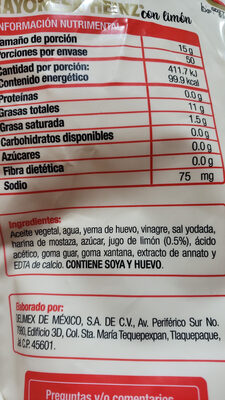 con limón
INFORMACIÓN NUTRIMENTAL
Tamaño de porción 15 g
Porciones por envase 50
Cantidad por porción: 411.7 kJ
Contenido energético 99.9 kcal
Proteínas 0.0 g
Grasas totales 11 g
Grasa saturada 1.5 g
Carbohidratos disponibles 0.0 g
Azúcares 0.0 g
Fibra dietética 0.0 g
Sodio 75 mg
Ingredientes:
Aceite vegetal, agua, yema de huevo, vinagre, sal yodada,
harina de mostaza, azúcar, jugo de limón (0.5%), ácido
acético, goma guar, goma xantana, extracto de annato y
EDTA de calcio. CONTIENE SOYA Y HUEVO.
Elaborado por:
DELIMEX DE MÉXICO, S.A. DE C.V., Av. Periférico Sur No.
7980, Edificio 3D, Col. Sta. María Tequepexpan, Tlaquepaque,
C.P. 45601.
Preguntas y/o comentarios